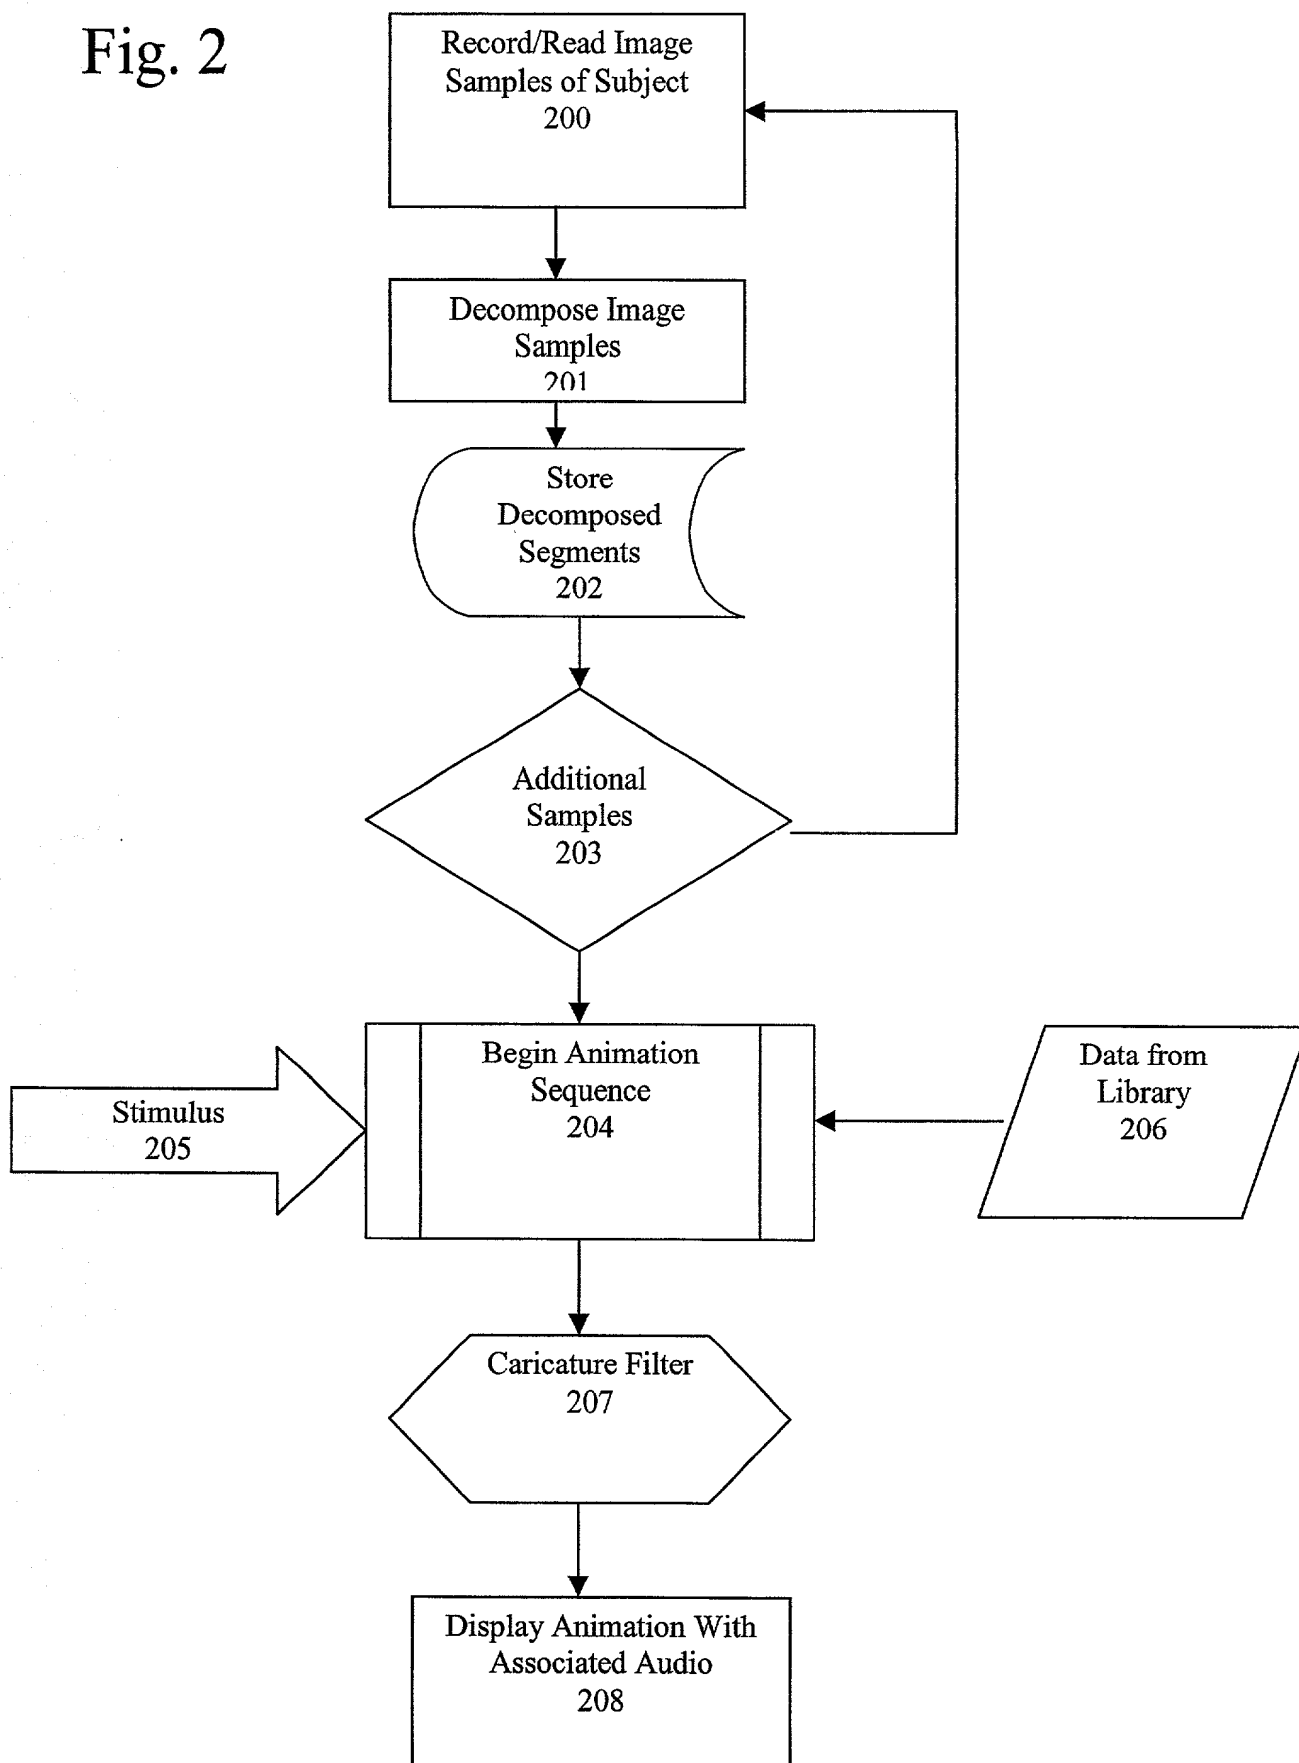 Fig. 2
Record/Read Image
Samples of Subject
200
Decompose Image
Samples
201
Store
Decomposed
Segments
202
Additional
Samples
203
Begin Animation
Sequence
204
Stimulus
205
Data from
Library
206
Caricature Filter
207
Display Animation With
Associated Audio
208